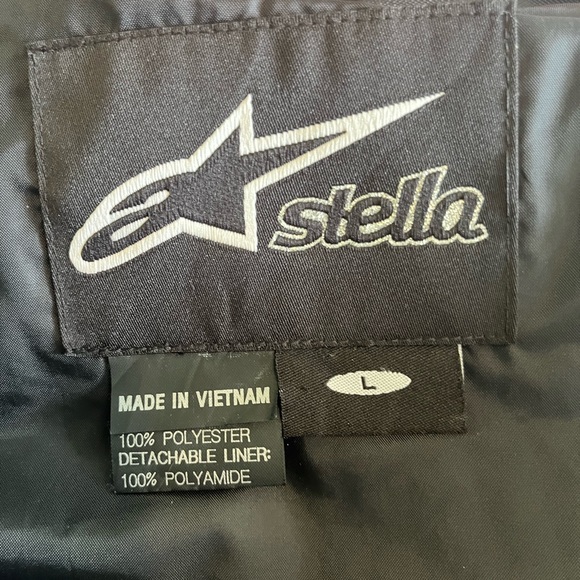 stella
MADE IN VIETNAM
L
100% POLYESTER
DETACHABLE LINER:
100% POLYAMIDE